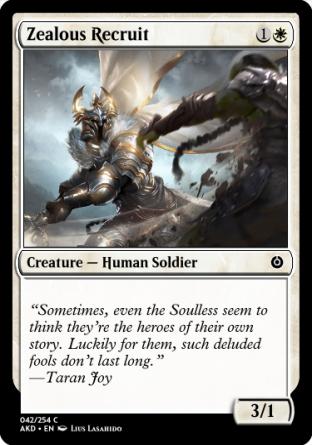 Zealous Recruit 1
Creature — Human Soldier
“Sometimes, even the Soulless seem to
think they're the heroes of their own
story. Luckily for them, such deluded
fools don't last long.”
—Taran Joy
3/1
042/254 C
AKD • EN Lius Lasahido